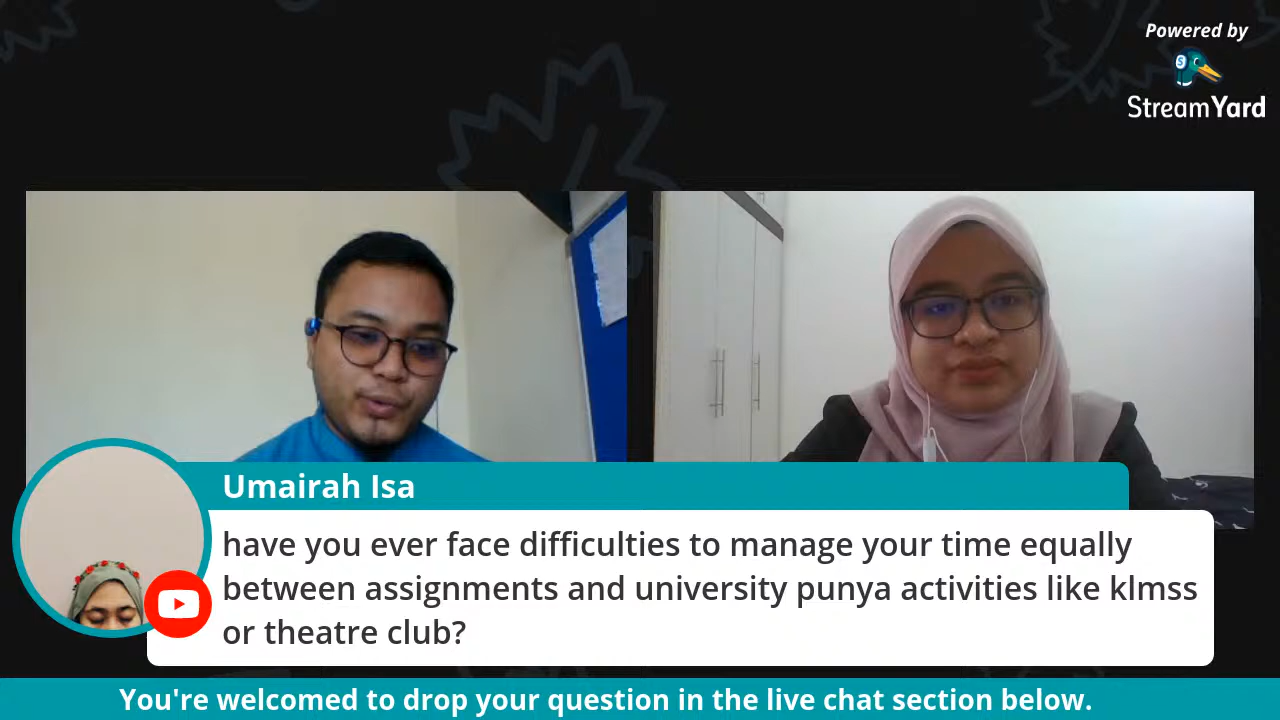 Powered by
StreamYard
Umairah Isa
have you ever face difficulties to manage your time equally
between assignments and university punya activities like klmss
or theatre club?
You're welcomed to drop your question in the live chat section below.